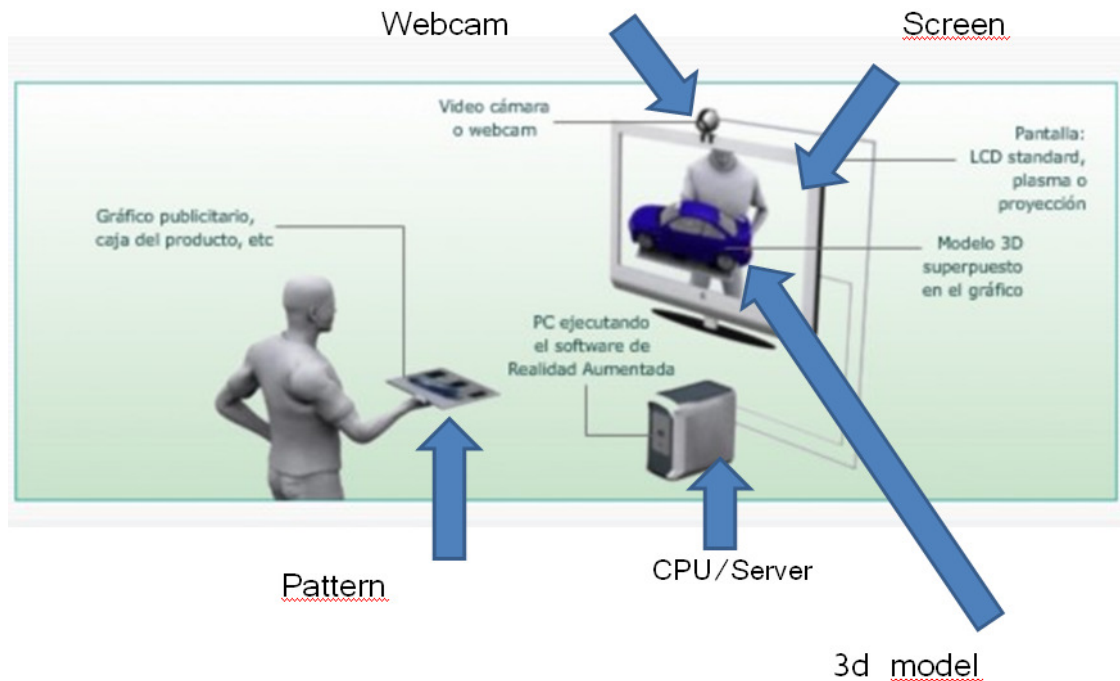 Webcam
Screen
Video cámara
o webcam
Pantalla:
LCD standard,
plasma o
proyección
Gráfico publicitario,
caja del producto, etc
Modelo 3D
superpuesto
en el gráfico
PC ejecutando
el software de
Realidad Aumentada
Pattern
CPU/Server
3d model